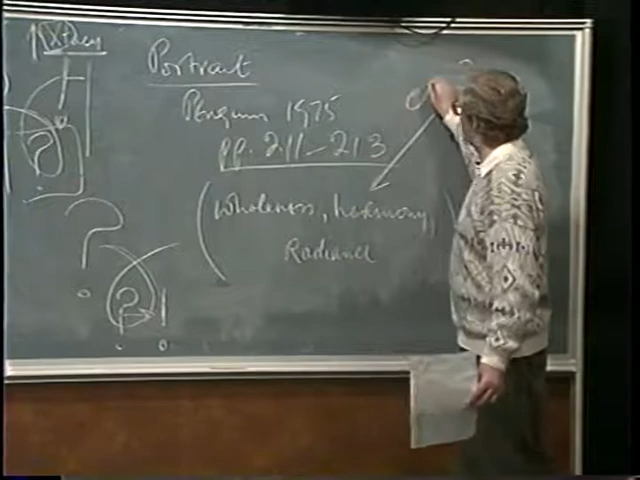 Portrait
Penguin 1975
pp. 211-213
(Wholeness, harmony,
Radiance
?
?
?